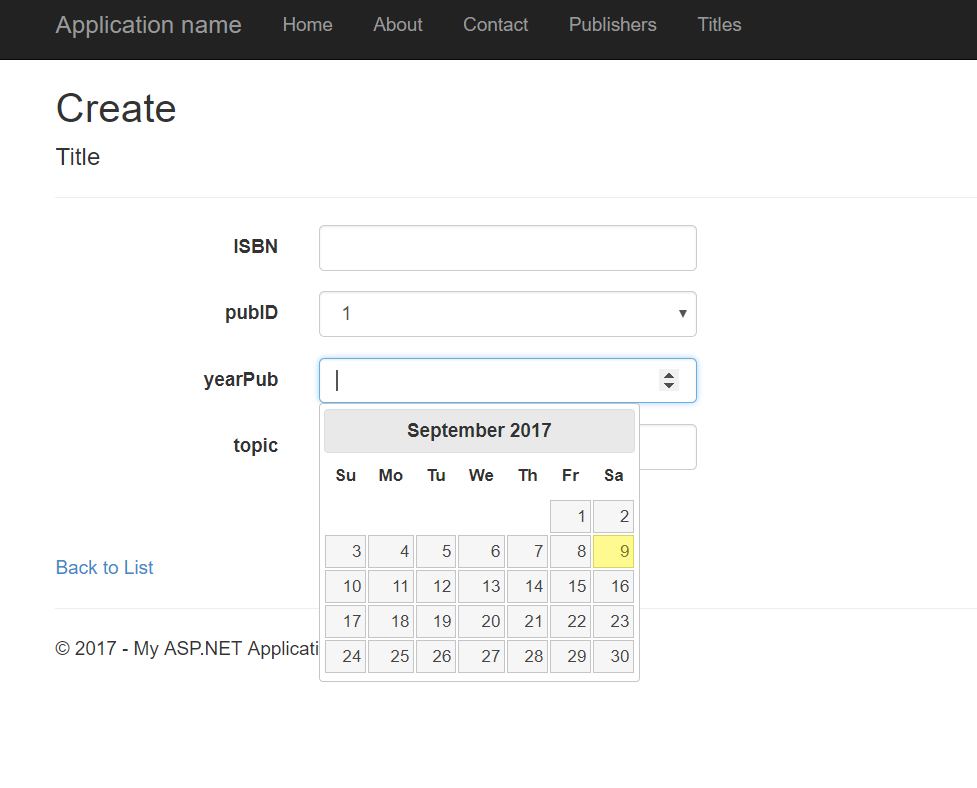 Application name Home About Contact Publishers Titles
Create
Title
ISBN
pubID 1
yearPub
topic
September 2017
Su Mo Tu We Th Fr Sa
1 2
3 4 5 6 7 8 9
10 11 12 13 14 15 16
17 18 19 20 21 22 23
24 25 26 27 28 29 30
Back to List
© 2017 - My ASP.NET Applicati